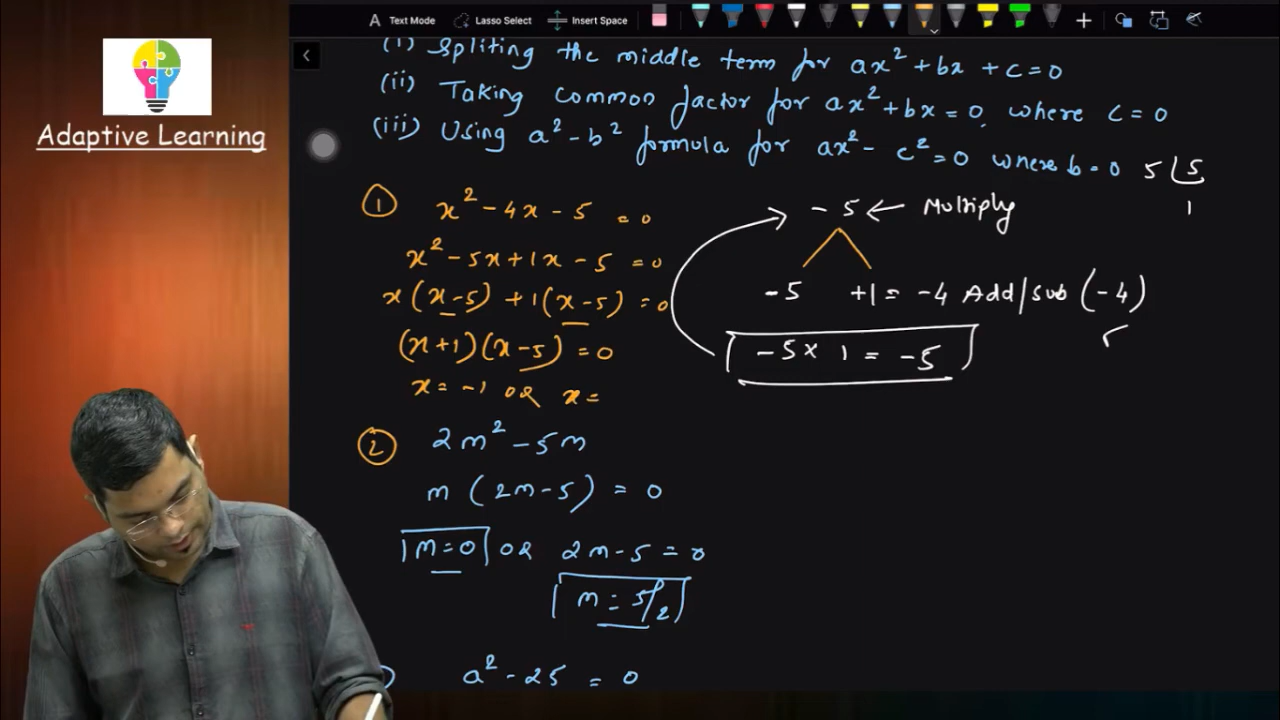 Text Mode Lasso Select Insert Space
Adaptive Learning
(i) Spliting the middle term for ax² + bx + c = 0
(ii) Taking common factor for ax² + bx = 0, where c = 0
(iii) Using a² - b² formula for ax² - c² = 0 where b = 0
5 | 5
1
① x² - 4x - 5 = 0
x² - 5x + 1x - 5 = 0
x (x - 5) + 1 (x - 5) = 0
(x + 1) (x - 5) = 0
x = -1 OR x =
- 5 ← Multiply
- 5 + 1 = - 4 Add/Sub (- 4)
- 5 × 1 = - 5
② 2m² - 5m
m (2m - 5) = 0
m = 0 OR 2m - 5 = 0
m = 5/2
a² - 25 = 0